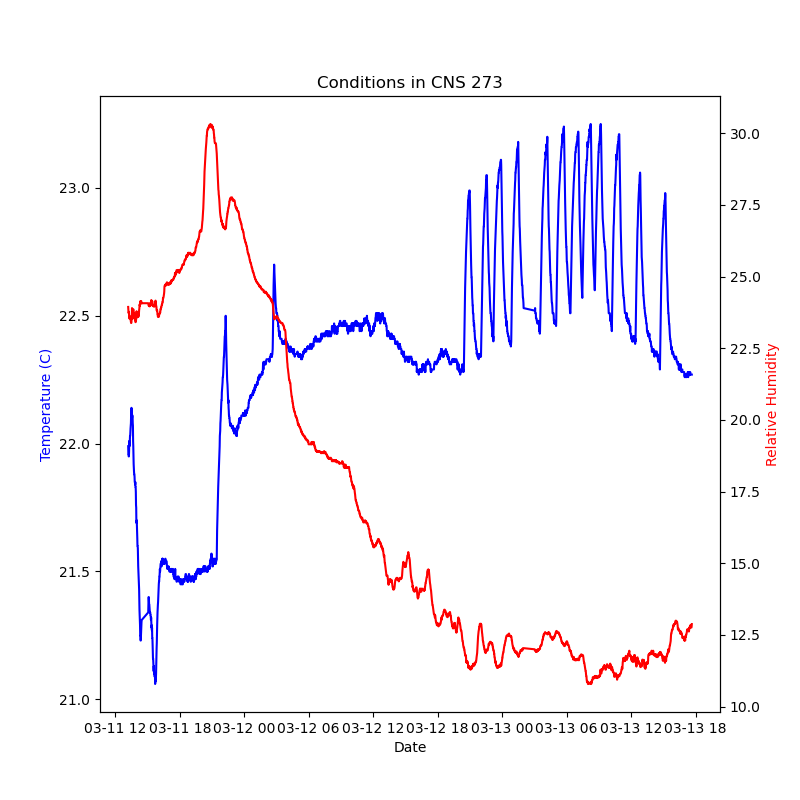 Conditions in CNS 273
23.0
22.5
22.0
21.5
21.0
Temperature (C)
30.0
27.5
25.0
22.5
20.0
17.5
15.0
12.5
10.0
Relative Humidity
03-11 12 03-11 18 03-12 00 03-12 06 03-12 12 03-12 18 03-13 00 03-13 06 03-13 12 03-13 18
Date